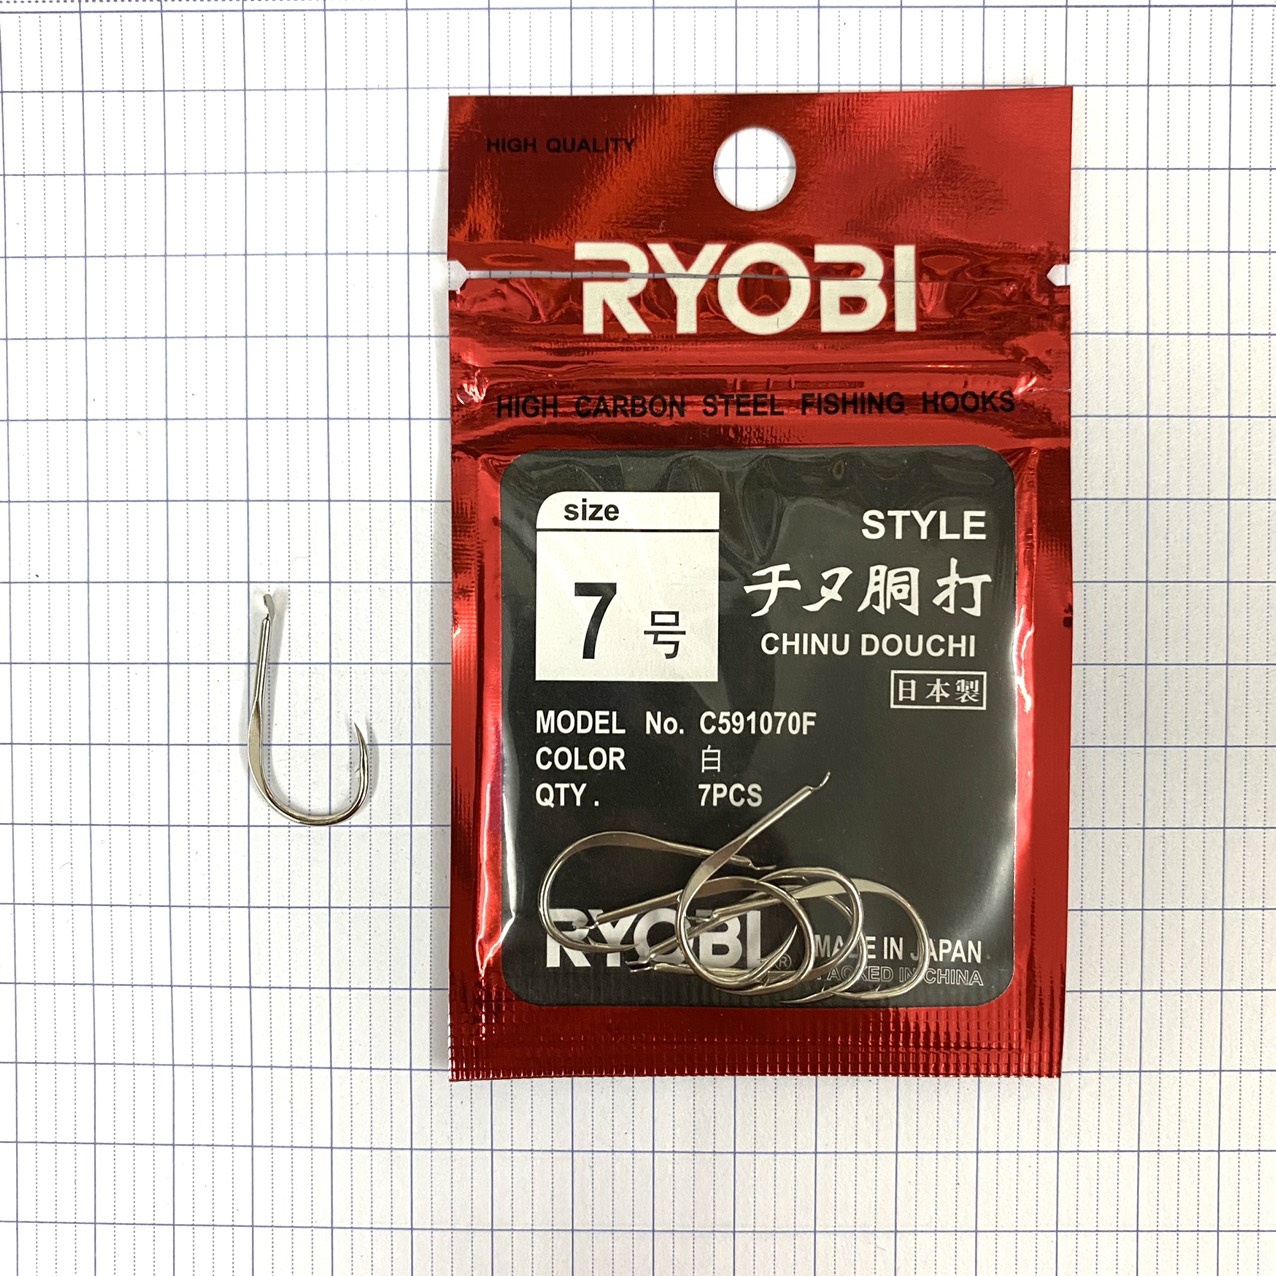 HIGH QUALITY
RYOBI
HIGH CARBON STEEL FISHING HOOKS
size
7 号
STYLE
チヌ胴打
CHINU DOUCHI
日本製
MODEL No. C591070F
COLOR 白
QTY . 7PCS
RYOBI ®
MADE IN JAPAN
PACKED IN CHINA